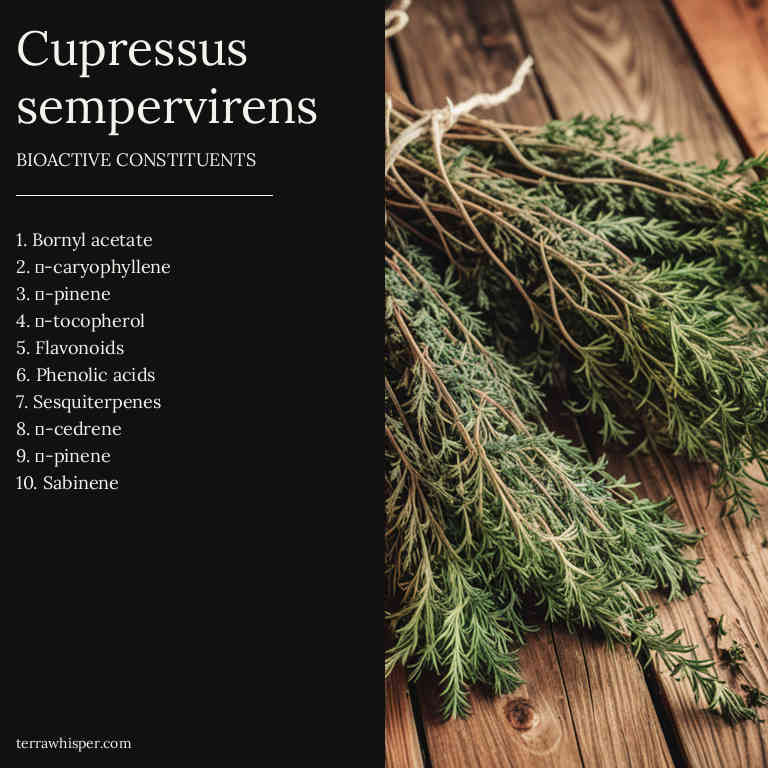 Cupressus
sempervirens
BIOACTIVE CONSTITUENTS
1. Bornyl acetate
2. □-caryophyllene
3. □-pinene
4. □-tocopherol
5. Flavonoids
6. Phenolic acids
7. Sesquiterpenes
8. □-cedrene
9. □-pinene
10. Sabinene
terrawhisper.com